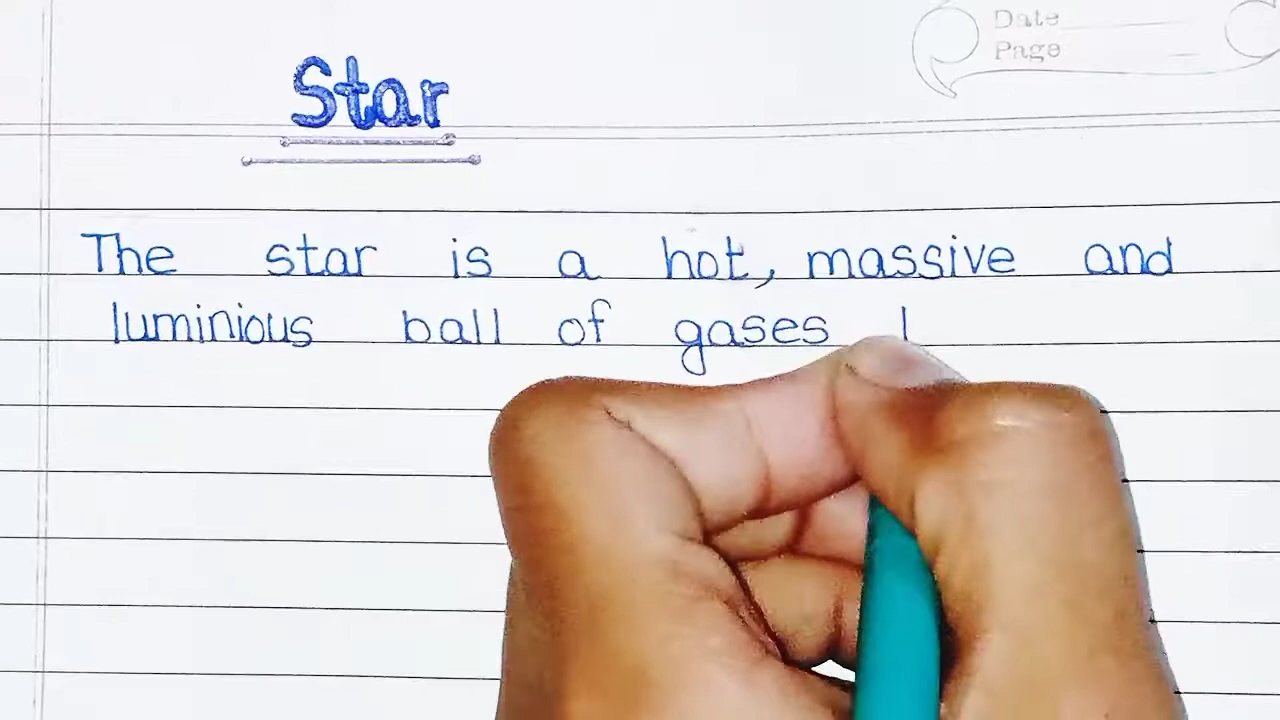 Date
Page
Star
The star is a hot, massive and
luminious ball of gases